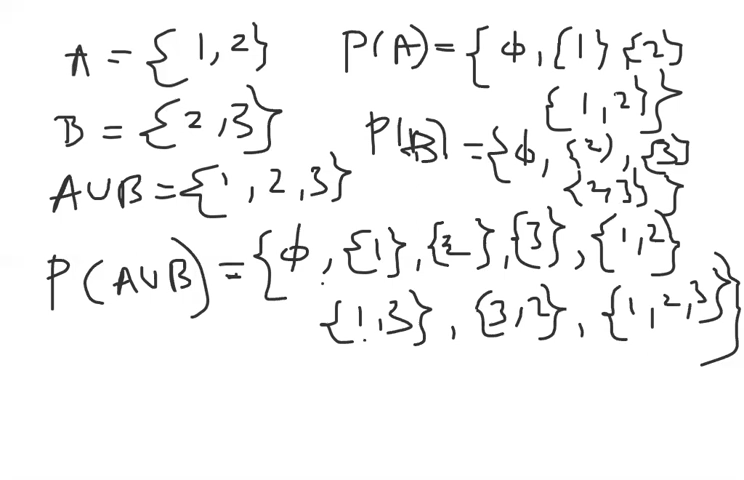 A = {1, 2} P(A) = {ϕ, {1} {2}
{1, 2}}
B = {2, 3} P(B) = {ϕ, {2}, {3}
{2, 3}}
A∪B = {1, 2, 3}
P(A∪B) = {ϕ, {1}, {2}, {3}, {1, 2}
{1, 3}, {3, 2}, {1, 2, 3}}